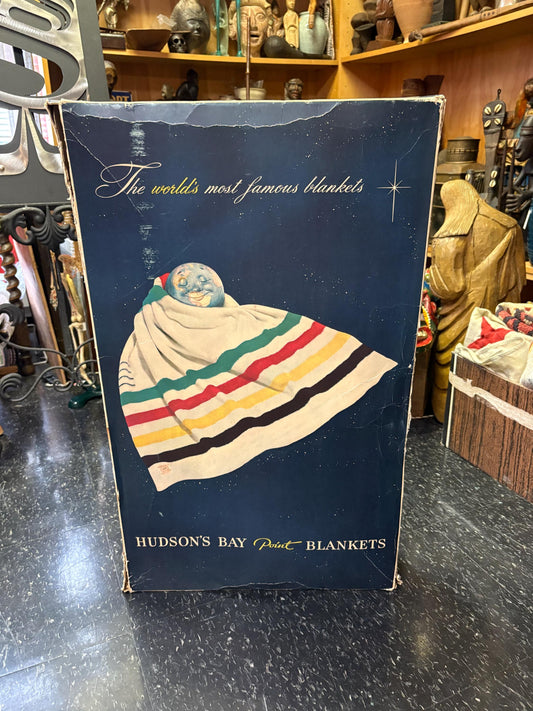 The world's most famous blankets
HUDSON'S BAY Point BLANKETS